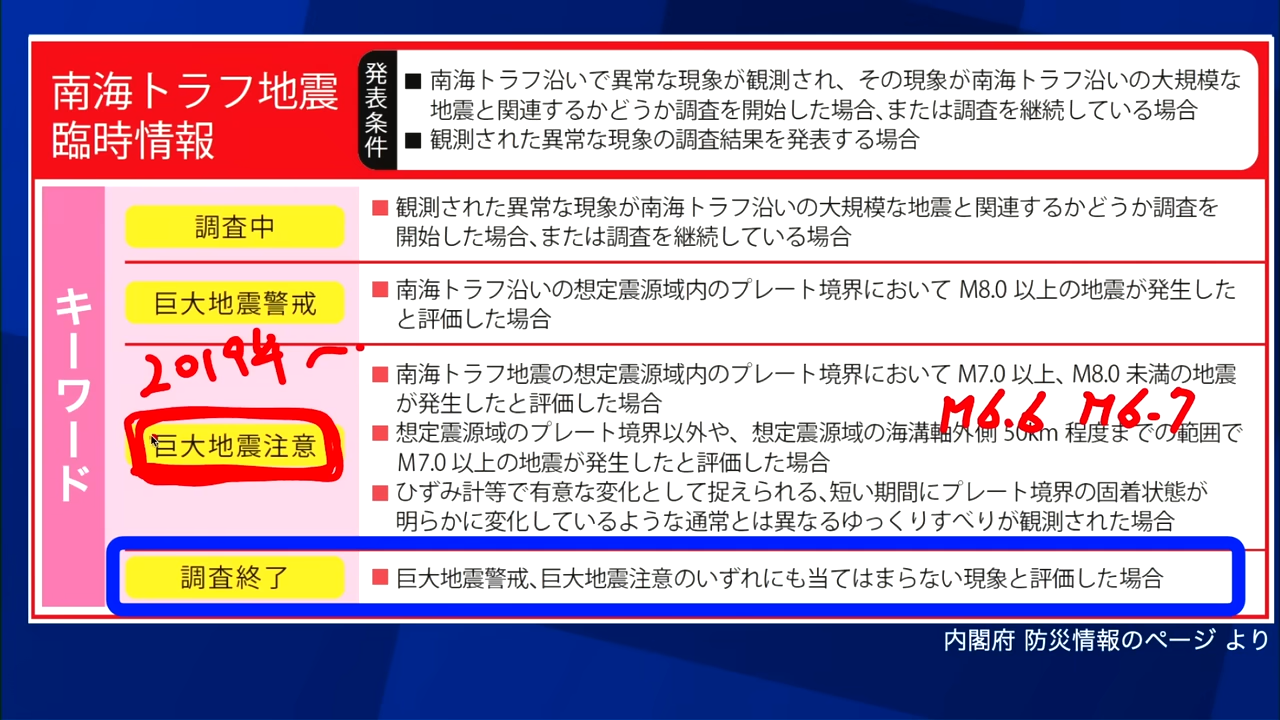 南海トラフ地震
臨時情報
発表条件
■ 南海トラフ沿いで異常な現象が観測され、その現象が南海トラフ沿いの大規模な
地震と関連するかどうか調査を開始した場合、または調査を継続している場合
■ 観測された異常な現象の調査結果を発表する場合
キーワード
調査中
■ 観測された異常な現象が南海トラフ沿いの大規模な地震と関連するかどうか調査を
開始した場合、または調査を継続している場合
巨大地震警戒
■ 南海トラフ沿いの想定震源域内のプレート境界において M8.0 以上の地震が発生した
と評価した場合
2019年〜
巨大地震注意
■ 南海トラフ地震の想定震源域内のプレート境界において M7.0 以上、M8.0 未満の地震
が発生したと評価した場合
M6.6 M6.7
■ 想定震源域のプレート境界以外や、想定震源域の海溝軸外側 50km 程度までの範囲で
M7.0 以上の地震が発生したと評価した場合
■ ひずみ計等で有意な変化として捉えられる、短い期間にプレート境界の固着状態が
明らかに変化しているような通常とは異なるゆっくりすべりが観測された場合
調査終了
■ 巨大地震警戒、巨大地震注意のいずれにも当てはまらない現象と評価した場合
内閣府 防災情報のページ より